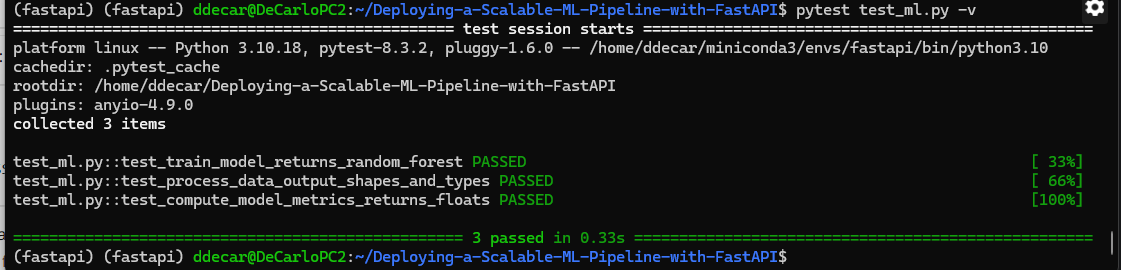 (fastapi) (fastapi) ddecar@DeCarloPC2:~/Deploying-a-Scalable-ML-Pipeline-with-FastAPI$ pytest test_ml.py -v
================================================= test session starts ==================================================
platform linux -- Python 3.10.18, pytest-8.3.2, pluggy-1.6.0 -- /home/ddecar/miniconda3/envs/fastapi/bin/python3.10
cachedir: .pytest_cache
rootdir: /home/ddecar/Deploying-a-Scalable-ML-Pipeline-with-FastAPI
plugins: anyio-4.9.0
collected 3 items
test_ml.py::test_train_model_returns_random_forest PASSED [ 33%]
test_ml.py::test_process_data_output_shapes_and_types PASSED [ 66%]
test_ml.py::test_compute_model_metrics_returns_floats PASSED [100%]
================================================== 3 passed in 0.33s ===================================================
(fastapi) (fastapi) ddecar@DeCarloPC2:~/Deploying-a-Scalable-ML-Pipeline-with-FastAPI$